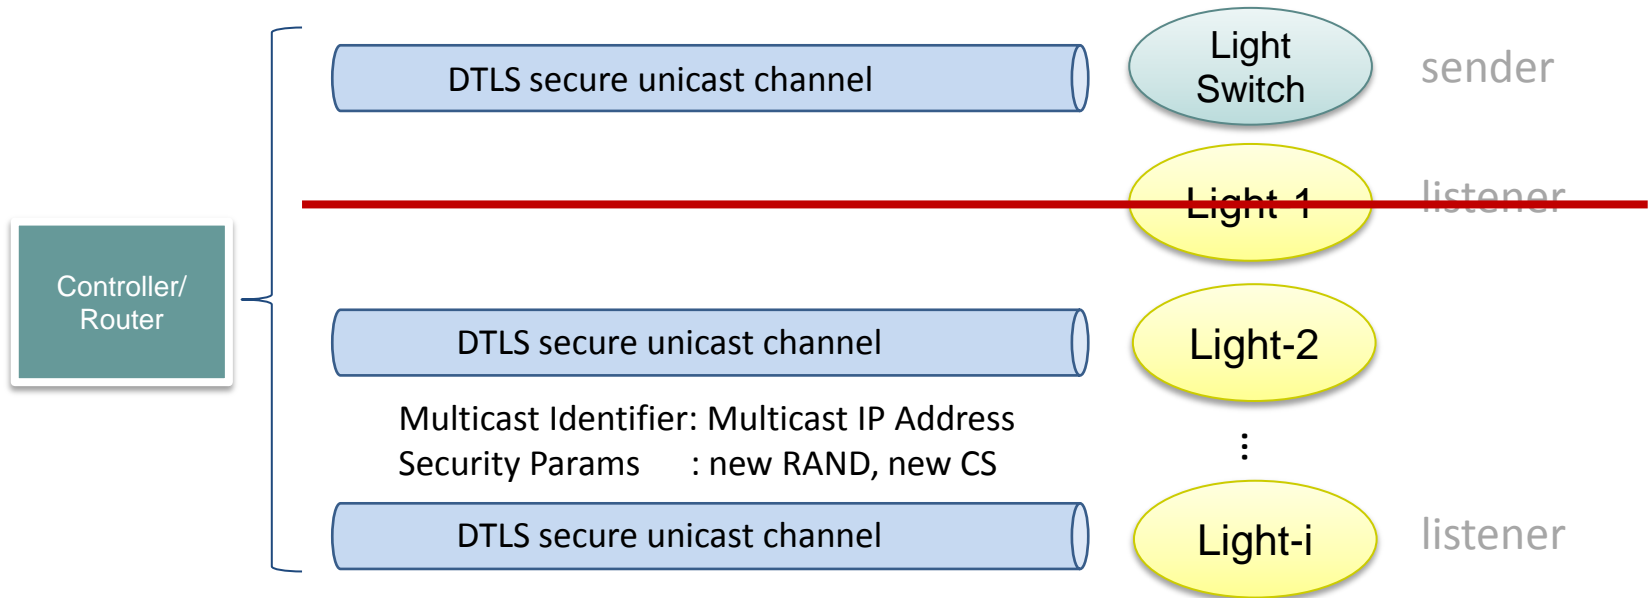 DTLS secure unicast channel
Light
Switch
sender
Light-1
listener
Controller/
Router
DTLS secure unicast channel
Light-2
Multicast Identifier: Multicast IP Address
Security Params : new RAND, new CS
...
DTLS secure unicast channel
Light-i
listener